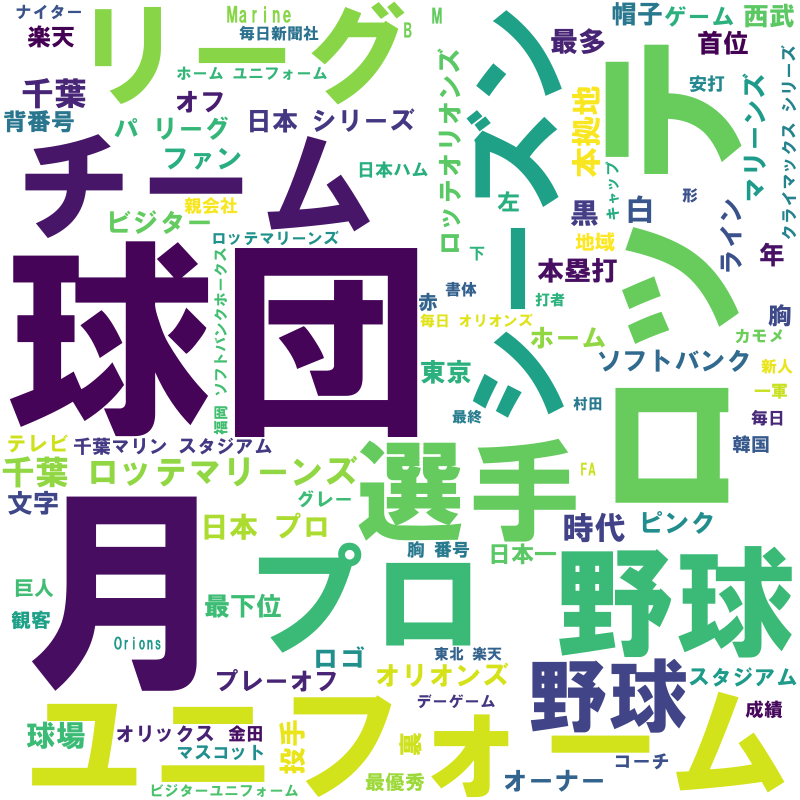 ナイター
楽天
リーグ
Marine
B
M
毎日新聞社
ホーム ユニフォーム
千葉
オフ
背番号
パ リーグ
日本 シリーズ
ファン
チーム
日本ハム
親会社
ビジター
ロッテマリーンズ
ロッテオリオンズ
シーズン
最多
帽子
ゲーム
西武
首位
安打
本拠地
ロッテ
マリーンズ
クライマックス シリーズ
キャップ
形
左
黒
白
ライン
地域
下
年
本塁打
打者
赤
書体
胸
毎日 オリオンズ
ホーム
カモメ
球団
福岡 ソフトバンクホークス
東京
ソフトバンク
新人
一軍
最終
村田
毎日
韓国
テレビ
千葉マリン スタジアム
千葉 ロッテマリーンズ
選手
FA
文字
グレー
日本 プロ
時代
ピンク
胸 番号
日本一
月
プロ
野球
巨人
観客
最下位
Orions
ロゴ
東北 楽天
プレーオフ
オリオンズ
野球
スタジアム
デーゲーム
成績
ユニフォーム
球場
オリックス
金田
マスコット
投手
裏
コーチ
ビジターユニフォーム
最優秀
オーナー